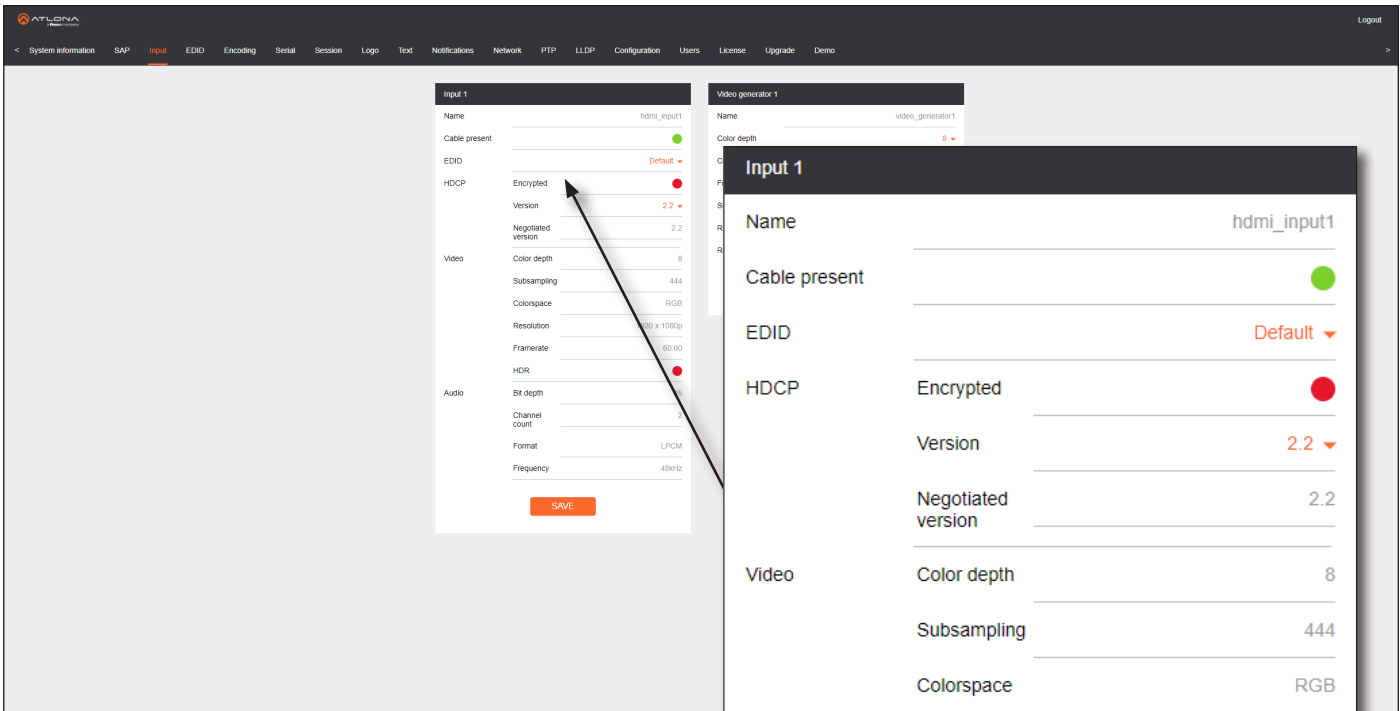 ATLONA
Logout
< System information SAP Input EDID Encoding Serial Session Logo Text Notifications Network PTP LLDP Configuration Users License Upgrade Demo >
Input 1
Name hdmi_input1
Cable present
EDID Default
HDCP Encrypted
Version 2.2
Negotiated 2.2
version
Video Color depth 8
Subsampling 444
Colorspace RGB
Resolution 1920 x 1080p
Framerate 60.00
HDR
Audio Bit depth
Channel 2
count
Format LPCM
Frequency 48kHz
SAVE
Video generator 1
Name video_generator1
Color depth 8
Input 1
Name hdmi_input1
Cable present
EDID Default
HDCP Encrypted
Version 2.2
Negotiated 2.2
version
Video Color depth 8
Subsampling 444
Colorspace RGB